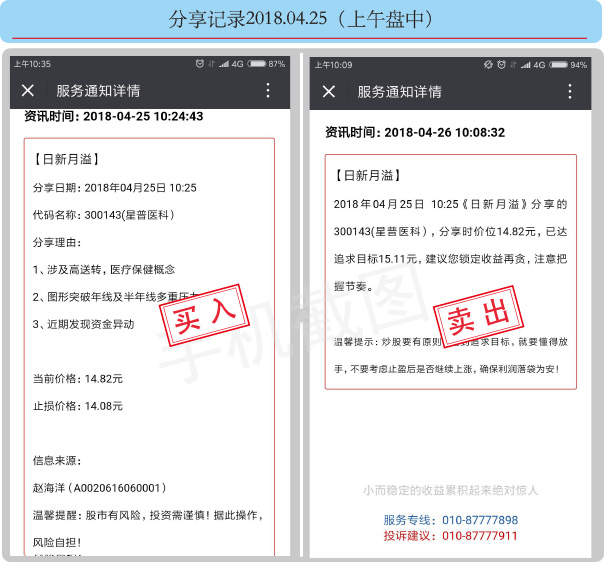 分享记录2018.04.25（上午盘中）
上午10:35
4G
87%
服务通知详情
资讯时间: 2018-04-25 10:24:43
【日新月溢】
分享日期: 2018年04月25日 10:25
代码名称: 300143(星普医科)
分享理由:
1、涉及高送转，医疗保健概念
2、图形突破年线及半年线多重压
3、近期发现资金异动
买入
当前价格: 14.82元
止损价格: 14.08元
信息来源:
赵海洋（A0020616060001）
温馨提醒: 股市有风险，投资需谨慎！据此操作，
风险自担！
上午10:09
4G
94%
服务通知详情
资讯时间: 2018-04-26 10:08:32
【日新月溢】
2018年04月25日 10:25《日新月溢》分享的
300143(星普医科)，分享时价位14.82元，已达
追求目标15.11元，建议您锁定收益再贪，注意把
握节奏。
卖出
温馨提示: 炒股要有原则 追求目标，就要懂得放
手，不要考虑止盈后是否继续上涨，确保利润落袋为安！
小而稳定的收益累积起来绝对惊人
服务专线: 010-87777898
投诉建议: 010-87777911
手机截图